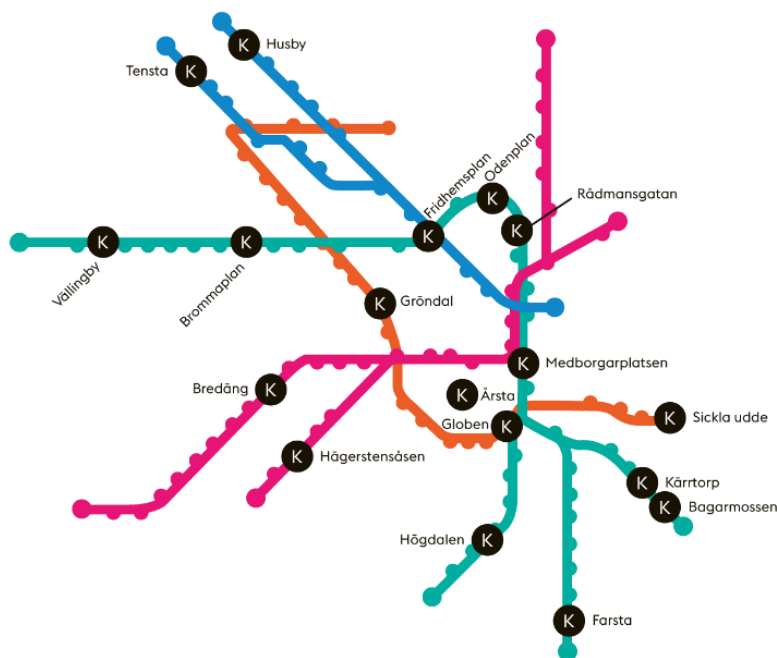 K Husby
Tensta K
Fridhemsplan
K
Odenplan
K
K Rådmansgatan
Vällingby
K
Brommaplan
K
K Gröndal
K Medborgarplatsen
Bredäng K
K Årsta
Globen K
K Sickla udde
K Hägerstensåsen
K Kärrtorp
K Bagarmossen
Högdalen K
K Farsta